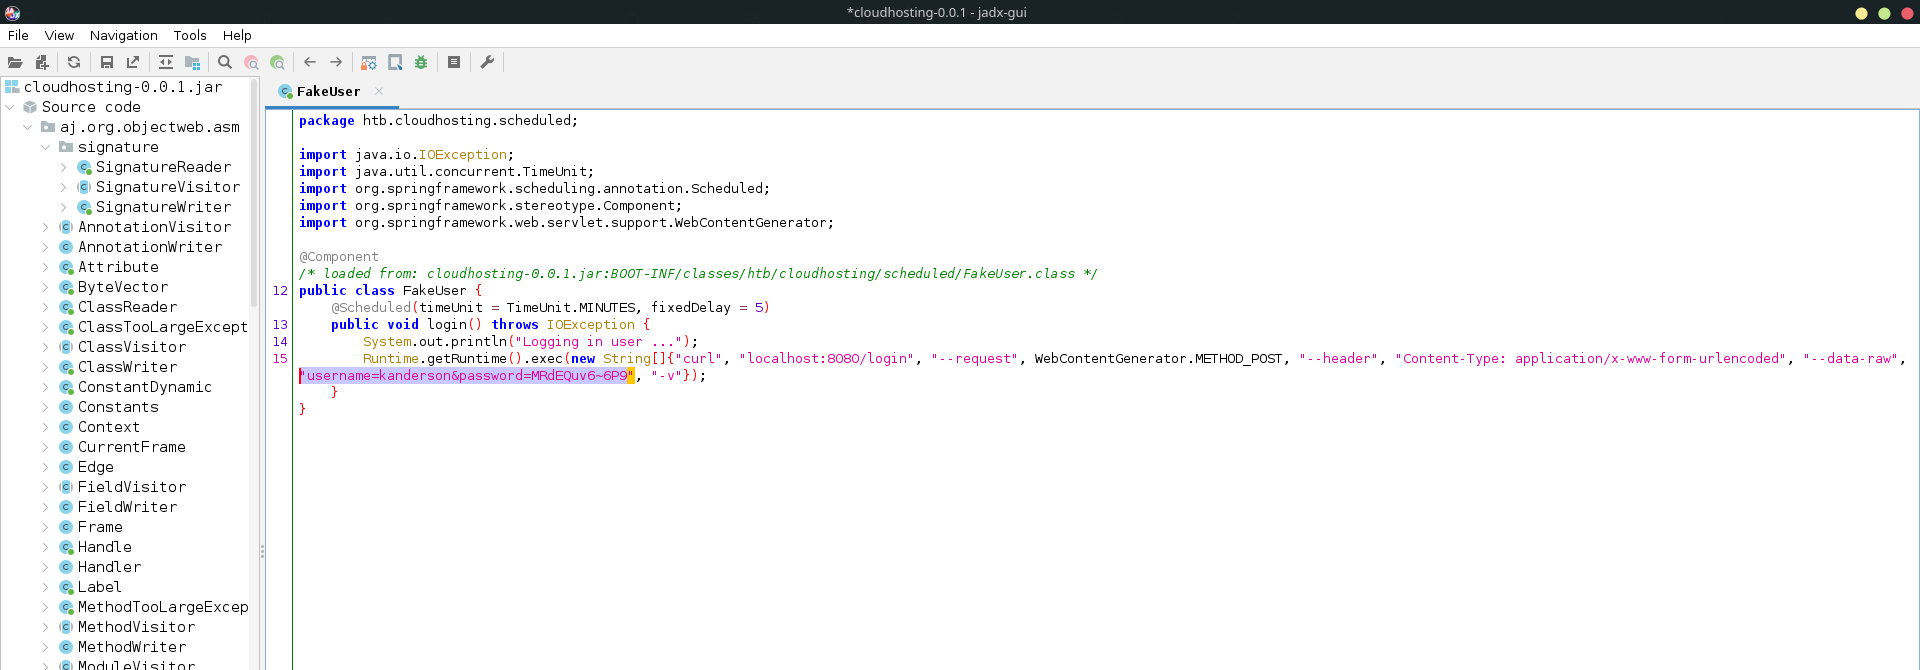 *cloudhosting-0.0.1 - jadx-gui
File View Navigation Tools Help
cloudhosting-0.0.1.jar
Source code
aj.org.objectweb.asm
signature
SignatureReader
SignatureVisitor
SignatureWriter
AnnotationVisitor
AnnotationWriter
Attribute
ByteVector
ClassReader
ClassTooLargeExcept
ClassVisitor
ClassWriter
ConstantDynamic
Constants
Context
CurrentFrame
Edge
FieldVisitor
FieldWriter
Frame
Handle
Handler
Label
MethodTooLargeExcep
MethodVisitor
MethodWriter
ModuleVisitor
FakeUser
package htb.cloudhosting.scheduled;
import java.io.IOException;
import java.util.concurrent.TimeUnit;
import org.springframework.scheduling.annotation.Scheduled;
import org.springframework.stereotype.Component;
import org.springframework.web.servlet.support.WebContentGenerator;
@Component
/* loaded from: cloudhosting-0.0.1.jar:BOOT-INF/classes/htb/cloudhosting/scheduled/FakeUser.class */
12 public class FakeUser {
@Scheduled(timeUnit = TimeUnit.MINUTES, fixedDelay = 5)
13 public void login() throws IOException {
14 System.out.println("Logging in user ...");
15 Runtime.getRuntime().exec(new String[]{"curl", "localhost:8080/login", "--request", WebContentGenerator.METHOD_POST, "--header", "Content-Type: application/x-www-form-urlencoded", "--data-raw",
"username=kanderson&password=MRdEQuv6~6P9", "-v"});
}
}